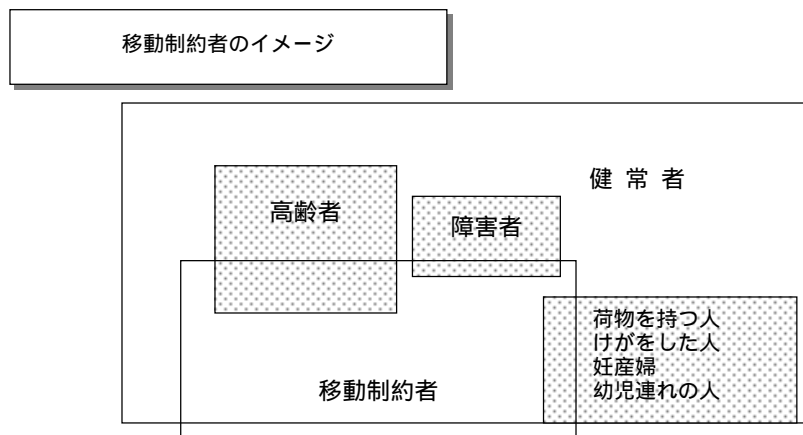 移動制約者のイメージ
健 常 者
高齢者
障害者
荷物を持つ人
けがをした人
妊産婦
幼児連れの人
移動制約者